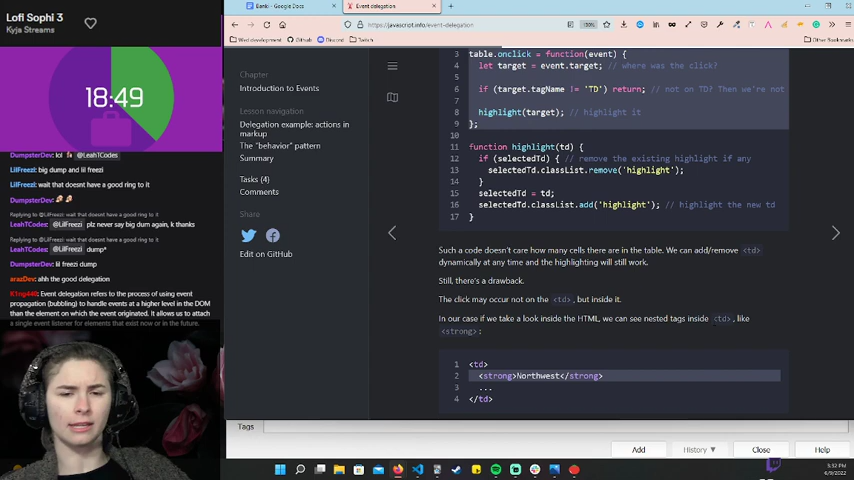 Lofi Sophi 3
Kyja Streams
18:49
DumpsterDev: lol @LeahTCodes
LilFreezi: big dump and lil freezi
LilFreezi: wait that doesnt have a good ring to it
DumpsterDev:
Replying to @LilFreezi: wait that doesnt have a good ring to it
LeahTCodes: @LilFreezi plz never say big dum again, k thanks
Replying to @LilFreezi: wait that doesnt have a good ring to it
LeahTCodes: @LilFreezi dump*
DumpsterDev: lil freezi dump
arazDev: ahh the good delegation
K1ng440: Event delegation refers to the process of using event
propagation (bubbling) to handle events at a higher level in the DOM
than the element on which the event originated. It allows us to attach
a single event listener for elements that exist now or in the future.
Banki - Google Docs
Event delegation
https://javascript.info/event-delegation
Wed development
Github
Discord
Twitch
Other Bookmarks
Chapter
Introduction to Events
Lesson navigation
Delegation example: actions in
markup
The "behavior" pattern
Summary
Tasks (4)
Comments
Share
Edit on GitHub
3 table.onclick = function(event) {
4 let target = event.target; // where was the click?
5
6 if (target.tagName != 'TD') return; // not on TD? Then we're not
7
8 highlight(target); // highlight it
9 };
10
11 function highlight(td) {
12 if (selectedTd) { // remove the existing highlight if any
13 selectedTd.classList.remove('highlight');
14 }
15 selectedTd = td;
16 selectedTd.classList.add('highlight'); // highlight the new td
17 }
Such a code doesn't care how many cells there are in the table. We can add/remove <td>
dynamically at any time and the highlighting will still work.
Still, there's a drawback.
The click may occur not on the <td>, but inside it.
In our case if we take a look inside the HTML, we can see nested tags inside <td>, like
<strong>:
1 <td>
2 <strong>Northwest</strong>
3 ...
4 </td>
Tags
Add
History
Close
Help
3:52 PM
6/9/2022